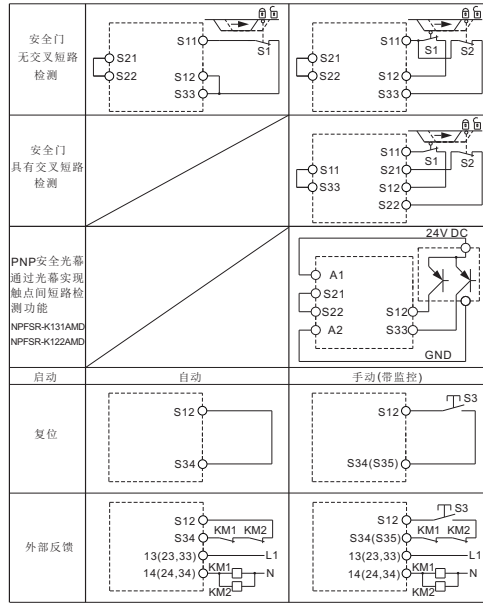 安全门
无交叉短路
检测
S11
S1
S21
S22
S12
S33
S11
S1
S2
S21
S22
S12
S33
安全门
具有交叉短路
检测
S11
S1
S2
S11
S21
S33
S12
S22
PNP安全光幕
通过光幕实现
触点间短路检
测功能
NPFSR-K131AMD
NPFSR-K122AMD
24V DC
A1
S21
S22
S12
A2
S33
GND
启动
自动
手动(带监控)
复位
S12
S34
S12
S3
S34(S35)
外部反馈
S12
S34
KM1
KM2
13(23,33)
L1
14(24,34)
KM1
N
KM2
S3
S12
S34(S35)
KM1
KM2
13(23,33)
L1
14(24,34)
KM1
N
KM2